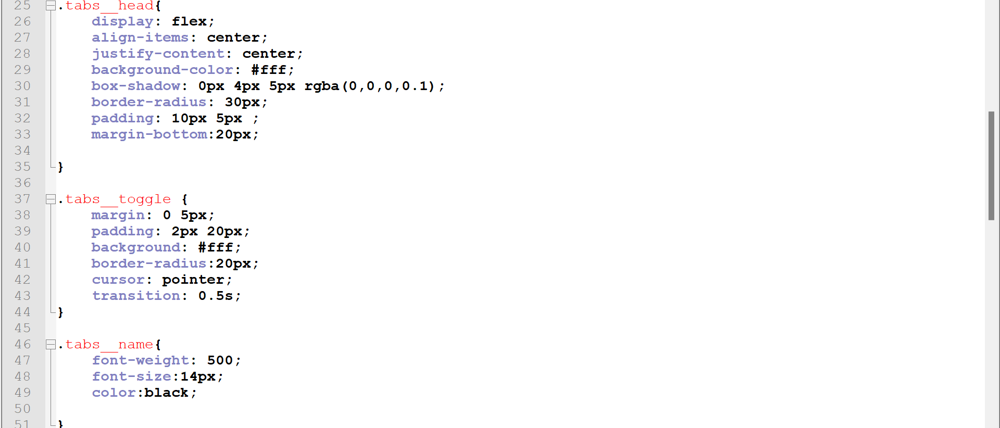 25 .tabs__head{
26     display: flex;
27     align-items: center;
28     justify-content: center;
29     background-color: #fff;
30     box-shadow: 0px 4px 5px rgba(0,0,0,0.1);
31     border-radius: 30px;
32     padding: 10px 5px ;
33     margin-bottom:20px;
34
35 }
36
37 .tabs__toggle {
38     margin: 0 5px;
39     padding: 2px 20px;
40     background: #fff;
41     border-radius:20px;
42     cursor: pointer;
43     transition: 0.5s;
44 }
45
46 .tabs__name{
47     font-weight: 500;
48     font-size:14px;
49     color:black;
50
51 }